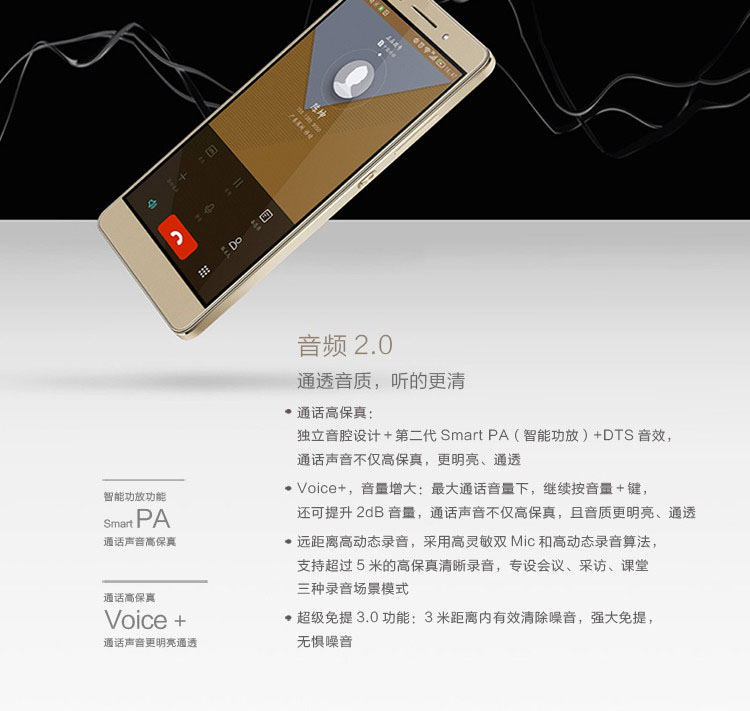 陈坤
音频 2.0
通透音质，听的更清
通话高保真：
独立音腔设计＋第二代 Smart PA（智能功放）+DTS 音效，
通话声音不仅高保真，更明亮、通透
Voice+，音量增大：最大通话音量下，继续按音量＋键，
还可提升 2dB 音量，通话声音不仅高保真，且音质更明亮、通透
远距离高动态录音，采用高灵敏双 Mic 和高动态录音算法，
支持超过 5 米的高保真清晰录音，专设会议、采访、课堂
三种录音场景模式
超级免提 3.0 功能：3 米距离内有效清除噪音，强大免提，
无惧噪音
智能功放功能
Smart PA
通话声音高保真
通话高保真
Voice +
通话声音更明亮通透